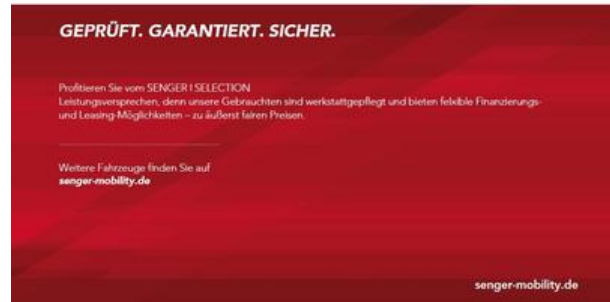 GEPRÜFT. GARANTIERT. SICHER.
Profitieren Sie vom SENGER I SELECTION
Leistungsversprechen, denn unsere Gebrauchten sind werkstattgepflegt und bieten felxible Finanzierungs-
und Leasing-Möglichkeiten – zu äußerst fairen Preisen.
Weitere Fahrzeuge finden Sie auf
senger-mobility.de
senger-mobility.de